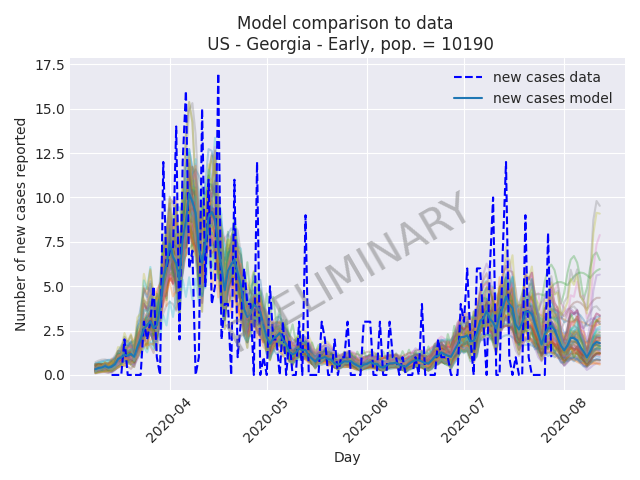 Model comparison to data
US - Georgia - Early, pop. = 10190
17.5
15.0
12.5
10.0
7.5
5.0
2.5
0.0
Number of new cases reported
new cases data
new cases model
ELIMINARY
2020-04
2020-05
2020-06
2020-07
2020-08
Day